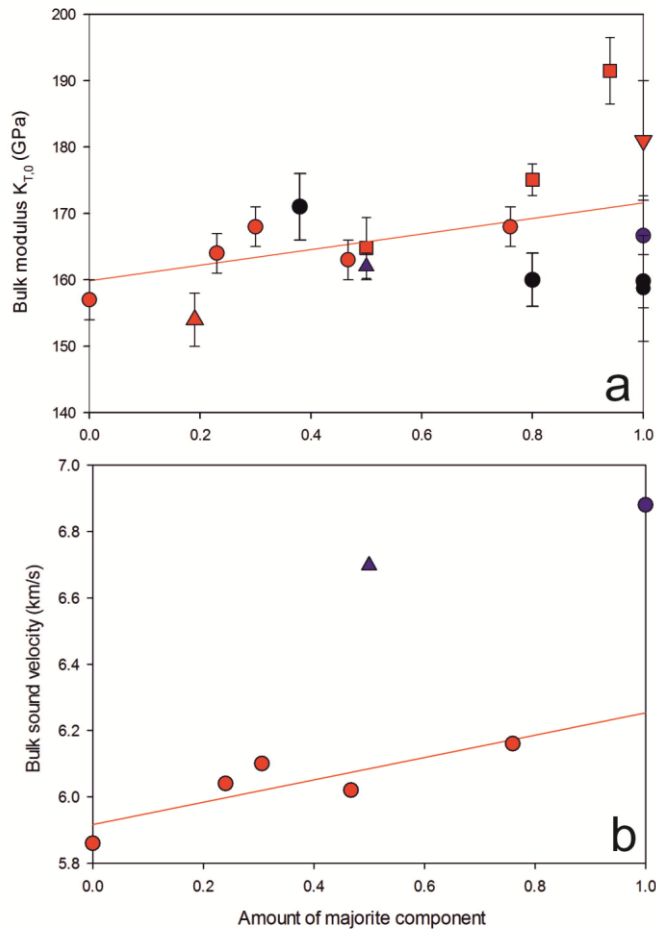 200
190
180
170
160
150
140
Bulk modulus K_T,0 (GPa)
0.0 0.2 0.4 0.6 0.8 1.0
a
7.0
6.8
6.6
6.4
6.2
6.0
5.8
Bulk sound velocity (km/s)
b
0.0 0.2 0.4 0.6 0.8 1.0
Amount of majorite component